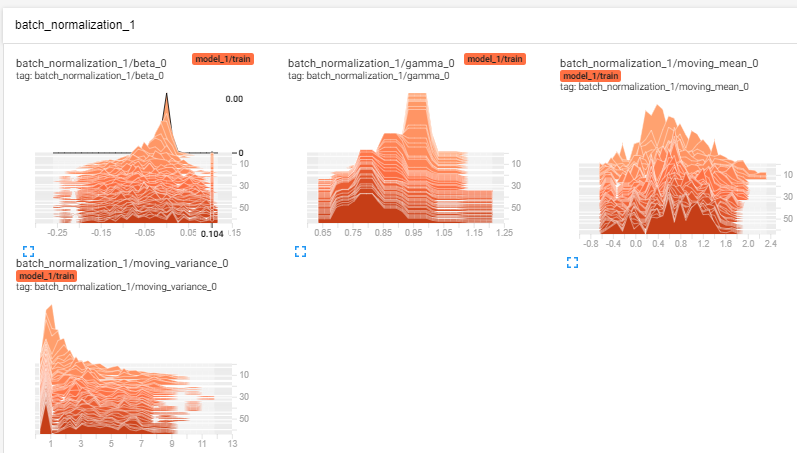 batch_normalization_1
batch_normalization_1/beta_0
model_1/train
tag: batch_normalization_1/beta_0
0.00
0
10
30
50
-0.25 -0.15 -0.05 0.05 0.104 .15
batch_normalization_1/gamma_0
model_1/train
tag: batch_normalization_1/gamma_0
10
30
50
0.65 0.75 0.85 0.95 1.05 1.15 1.25
batch_normalization_1/moving_mean_0
model_1/train
tag: batch_normalization_1/moving_mean_0
10
30
50
-0.8 -0.4 0.0 0.4 0.8 1.2 1.6 2.0 2.4
batch_normalization_1/moving_variance_0
model_1/train
tag: batch_normalization_1/moving_variance_0
10
30
50
1 3 5 7 9 11 13